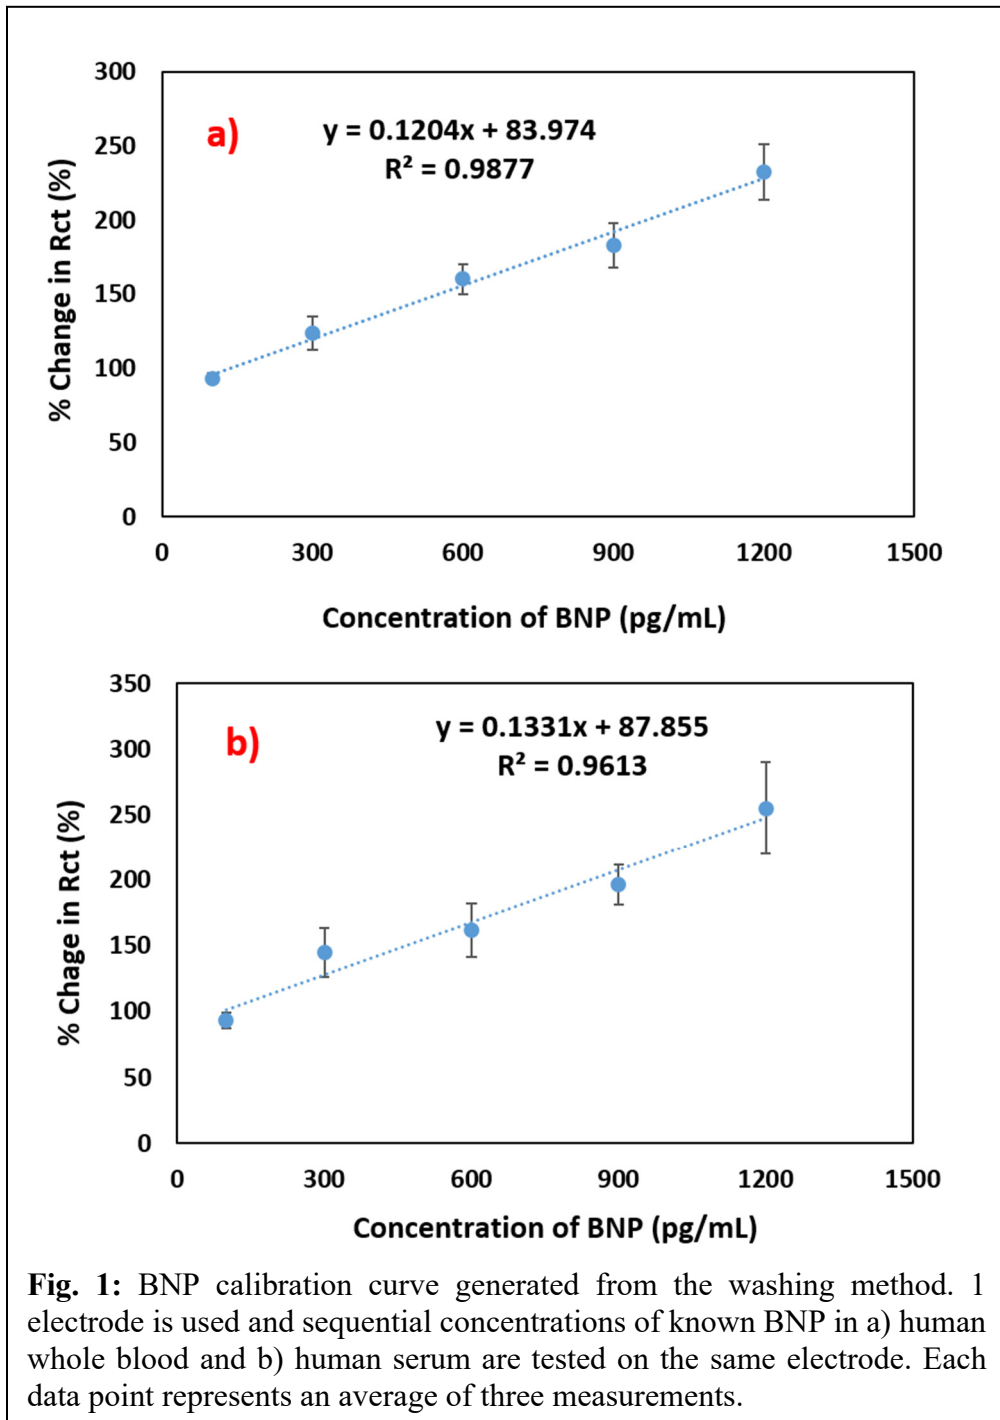 300
250
200
150
100
50
0
% Change in Rct (%)
a)
y = 0.1204x + 83.974
R² = 0.9877
0 300 600 900 1200 1500
Concentration of BNP (pg/mL)
350
300
250
200
150
100
50
0
% Chage in Rct (%)
b)
y = 0.1331x + 87.855
R² = 0.9613
0 300 600 900 1200 1500
Concentration of BNP (pg/mL)
Fig. 1: BNP calibration curve generated from the washing method. 1
electrode is used and sequential concentrations of known BNP in a) human
whole blood and b) human serum are tested on the same electrode. Each
data point represents an average of three measurements.